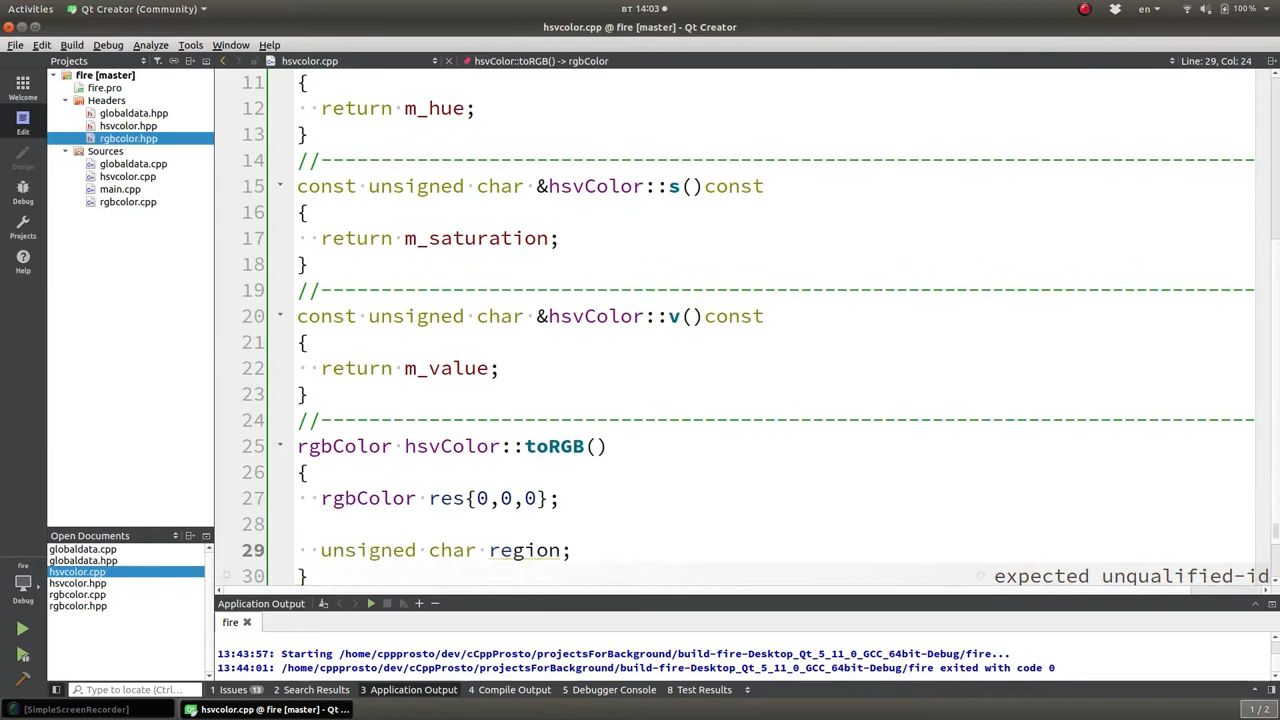 Activities
Qt Creator (Community)
вт 14:03
en
100 %
hsvcolor.cpp @ fire [master] - Qt Creator
File Edit Build Debug Analyze Tools Window Help
Projects
hsvcolor.cpp
hsvColor::toRGB() -> rgbColor
Line: 29, Col: 24
Welcome
Edit
Design
Debug
Projects
Help
fire [master]
fire.pro
Headers
globaldata.hpp
hsvcolor.hpp
rgbcolor.hpp
Sources
globaldata.cpp
hsvcolor.cpp
main.cpp
rgbcolor.cpp
11 {
12 return m_hue;
13 }
14 //------------------------------------------------------------------------------
15 const unsigned char &hsvColor::s()const
16 {
17 return m_saturation;
18 }
19 //------------------------------------------------------------------------------
20 const unsigned char &hsvColor::v()const
21 {
22 return m_value;
23 }
24 //------------------------------------------------------------------------------
25 rgbColor hsvColor::toRGB()
26 {
27 rgbColor res{0,0,0};
28
29 unsigned char region;
30 }
expected unqualified-id
Open Documents
globaldata.cpp
globaldata.hpp
hsvcolor.cpp
hsvcolor.hpp
rgbcolor.cpp
rgbcolor.hpp
fire
Debug
Application Output
fire
13:43:57: Starting /home/cppprosto/dev/cCppProsto/projectsForBackground/build-fire-Desktop_Qt_5_11_0_GCC_64bit-Debug/fire...
13:44:01: /home/cppprosto/dev/cCppProsto/projectsForBackground/build-fire-Desktop_Qt_5_11_0_GCC_64bit-Debug/fire exited with code 0
Type to locate (Ctrl...
1 Issues 13
2 Search Results
3 Application Output
4 Compile Output
5 Debugger Console
8 Test Results
[SimpleScreenRecorder]
hsvcolor.cpp @ fire [master] - Qt ...
1 / 2